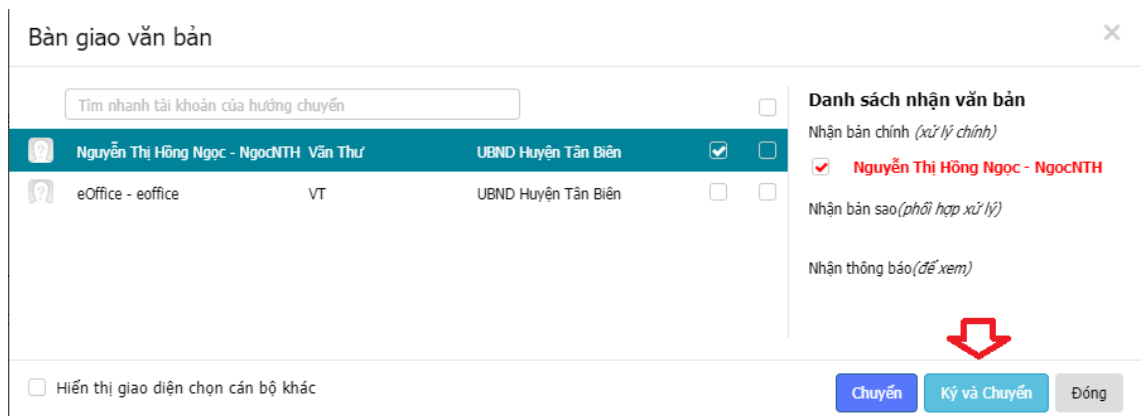 Bàn giao văn bản
Tìm nhanh tài khoản của hướng chuyển
Nguyễn Thị Hồng Ngọc - NgocNTH Văn Thư UBND Huyện Tân Biên
eOffice - eoffice VT UBND Huyện Tân Biên
Danh sách nhận văn bản
Nhận bản chính (xử lý chính)
Nguyễn Thị Hồng Ngọc - NgocNTH
Nhận bản sao(phối hợp xử lý)
Nhận thông báo(để xem)
Hiển thị giao diện chọn cán bộ khác
Chuyển Ký và Chuyển Đóng